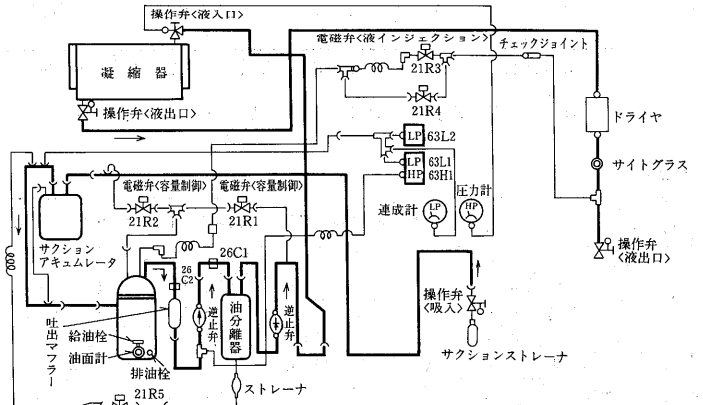 操作弁<液入口>
電磁弁<液インジェクション>
チェックジョイント
凝縮器
21R3
操作弁<液出口>
21R4
ドライヤ
LP 63L2
サイトグラス
LP 63L1
HP 63H1
電磁弁<容量制御>
電磁弁<容量制御>
連成計
LP
圧力計
HP
21R2
21R1
サクション
アキュムレータ
操作弁
<液出口>
26C1
26
C2
操作弁
<吸入>
吐出マフラー
逆止弁
油分離器
逆止弁
給油栓
油面計
排油栓
サクションストレーナ
21R5
ストレーナ